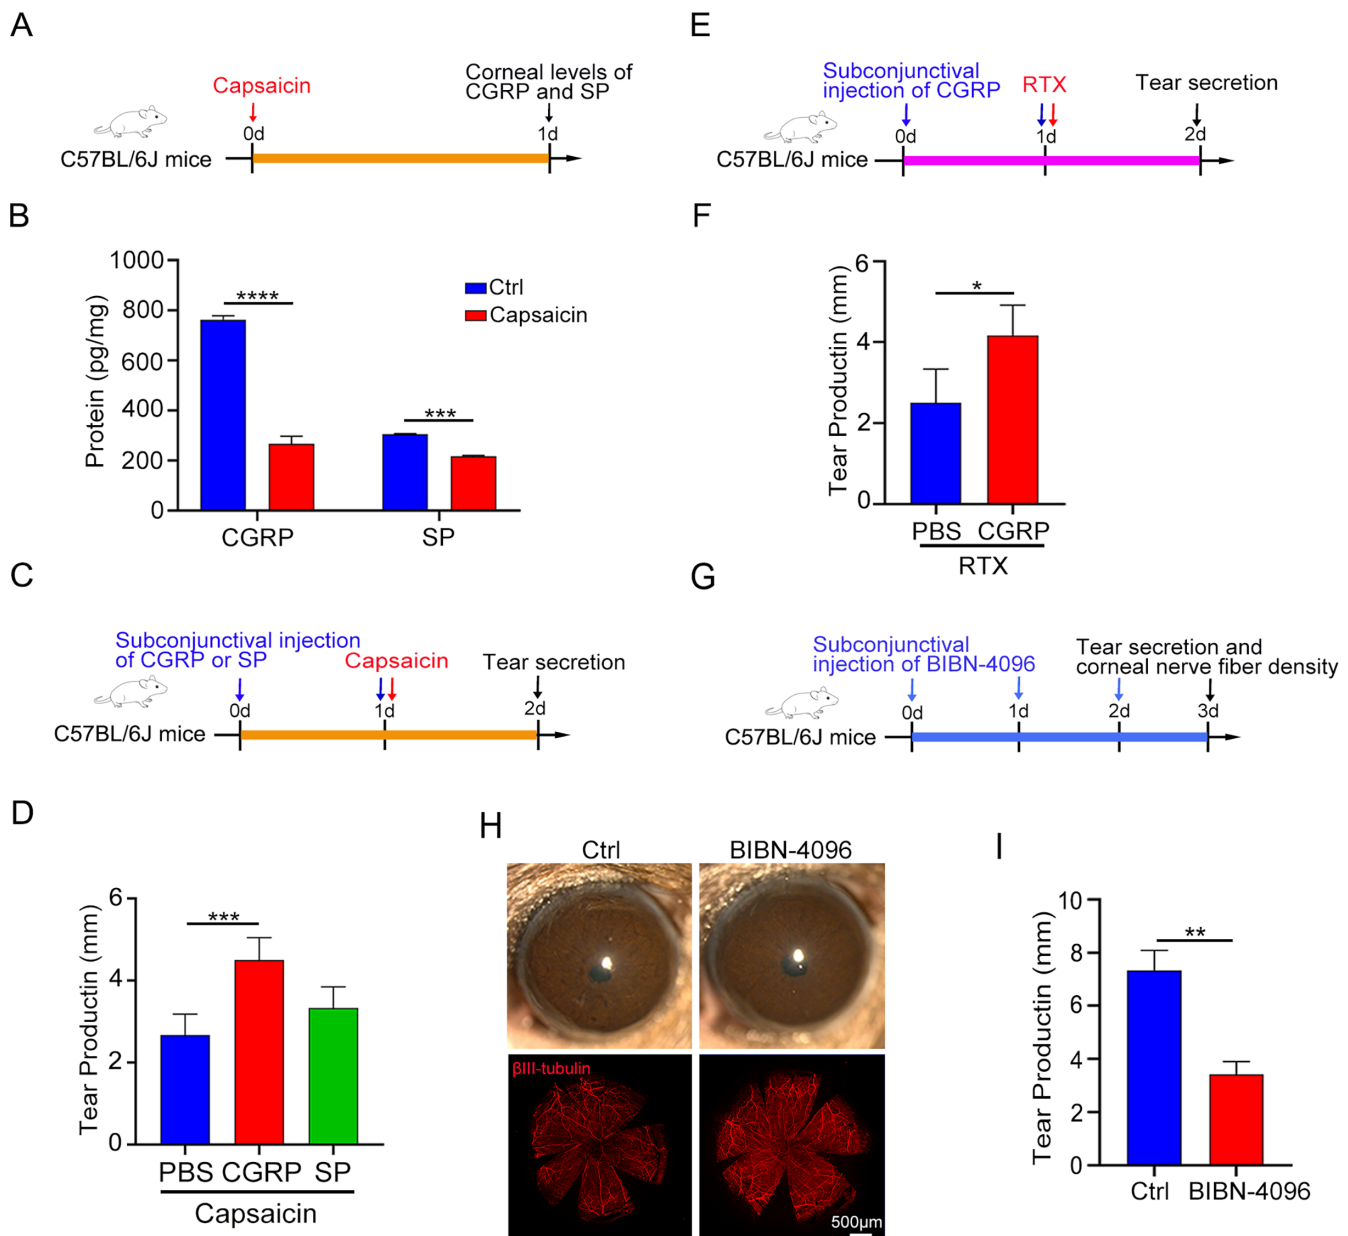 A
Capsaicin
Corneal levels of
CGRP and SP
0d
1d
C57BL/6J mice
B
Protein (pg/mg)
1000
800
600
400
200
0
****
***
Ctrl
Capsaicin
CGRP
SP
C
Subconjunctival injection
of CGRP or SP
Capsaicin
Tear secretion
0d
1d
2d
C57BL/6J mice
D
Tear Productin (mm)
6
4
2
0
***
PBS
CGRP
SP
Capsaicin
E
Subconjunctival
injection of CGRP
RTX
Tear secretion
0d
1d
2d
C57BL/6J mice
F
Tear Productin (mm)
6
4
2
0
*
PBS
CGRP
RTX
G
Subconjunctival
injection of BIBN-4096
Tear secretion and
corneal nerve fiber density
0d
1d
2d
3d
C57BL/6J mice
H
Ctrl
BIBN-4096
βIII-tubulin
500μm
I
Tear Productin (mm)
10
8
6
4
2
0
**
Ctrl
BIBN-4096